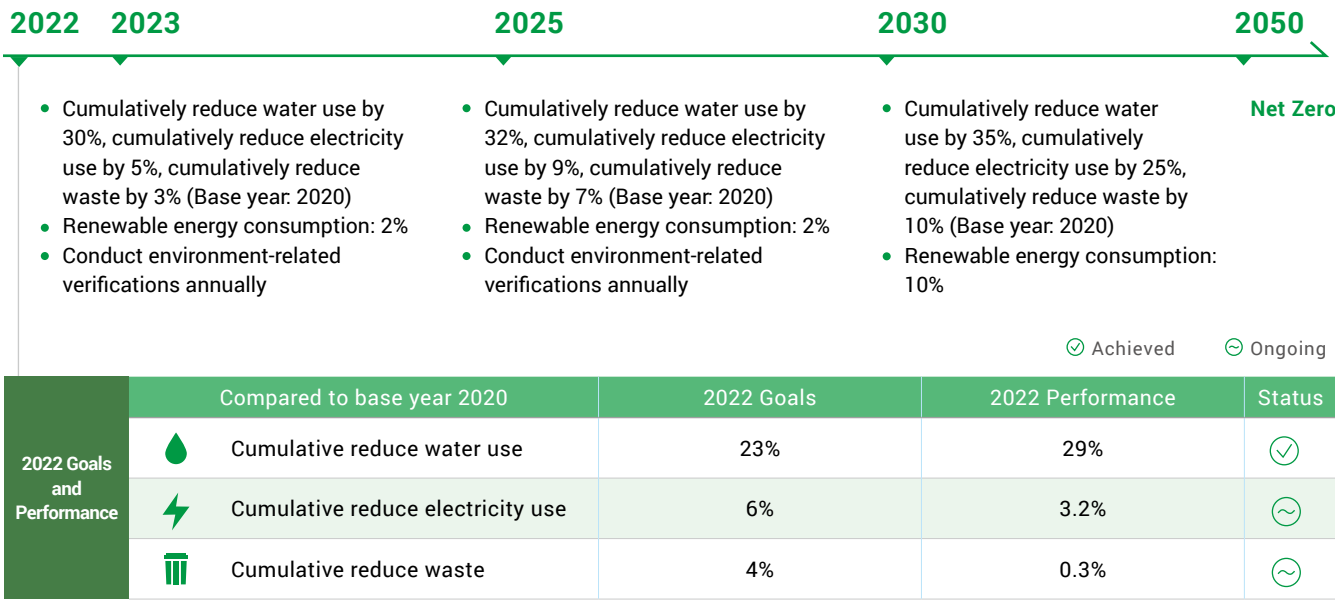 2022 2023 2025 2030 2050
Cumulatively reduce water use by
30%, cumulatively reduce electricity
use by 5%, cumulatively reduce
waste by 3% (Base year: 2020)
Renewable energy consumption: 2%
Conduct environment-related
verifications annually
Cumulatively reduce water use by
32%, cumulatively reduce electricity
use by 9%, cumulatively reduce
waste by 7% (Base year: 2020)
Renewable energy consumption: 2%
Conduct environment-related
verifications annually
Cumulatively reduce water
use by 35%, cumulatively
reduce electricity use by 25%,
cumulatively reduce waste by
10% (Base year: 2020)
Renewable energy consumption:
10%
Net Zero
Achieved Ongoing
2022 Goals
and
Performance
Compared to base year 2020 2022 Goals 2022 Performance Status
Cumulative reduce water use 23% 29%
Cumulative reduce electricity use 6% 3.2%
Cumulative reduce waste 4% 0.3%